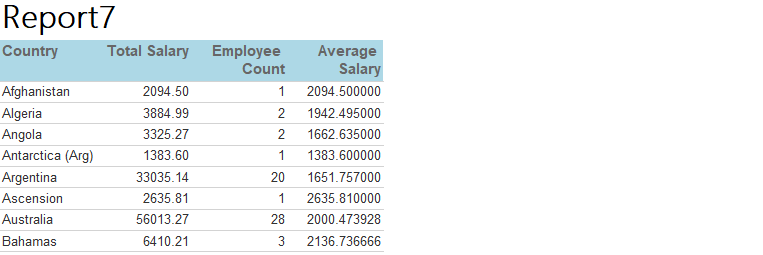 Report7
Country Total Salary Employee Count Average Salary
Afghanistan 2094.50 1 2094.500000
Algeria 3884.99 2 1942.495000
Angola 3325.27 2 1662.635000
Antarctica (Arg) 1383.60 1 1383.600000
Argentina 33035.14 20 1651.757000
Ascension 2635.81 1 2635.810000
Australia 56013.27 28 2000.473928
Bahamas 6410.21 3 2136.736666